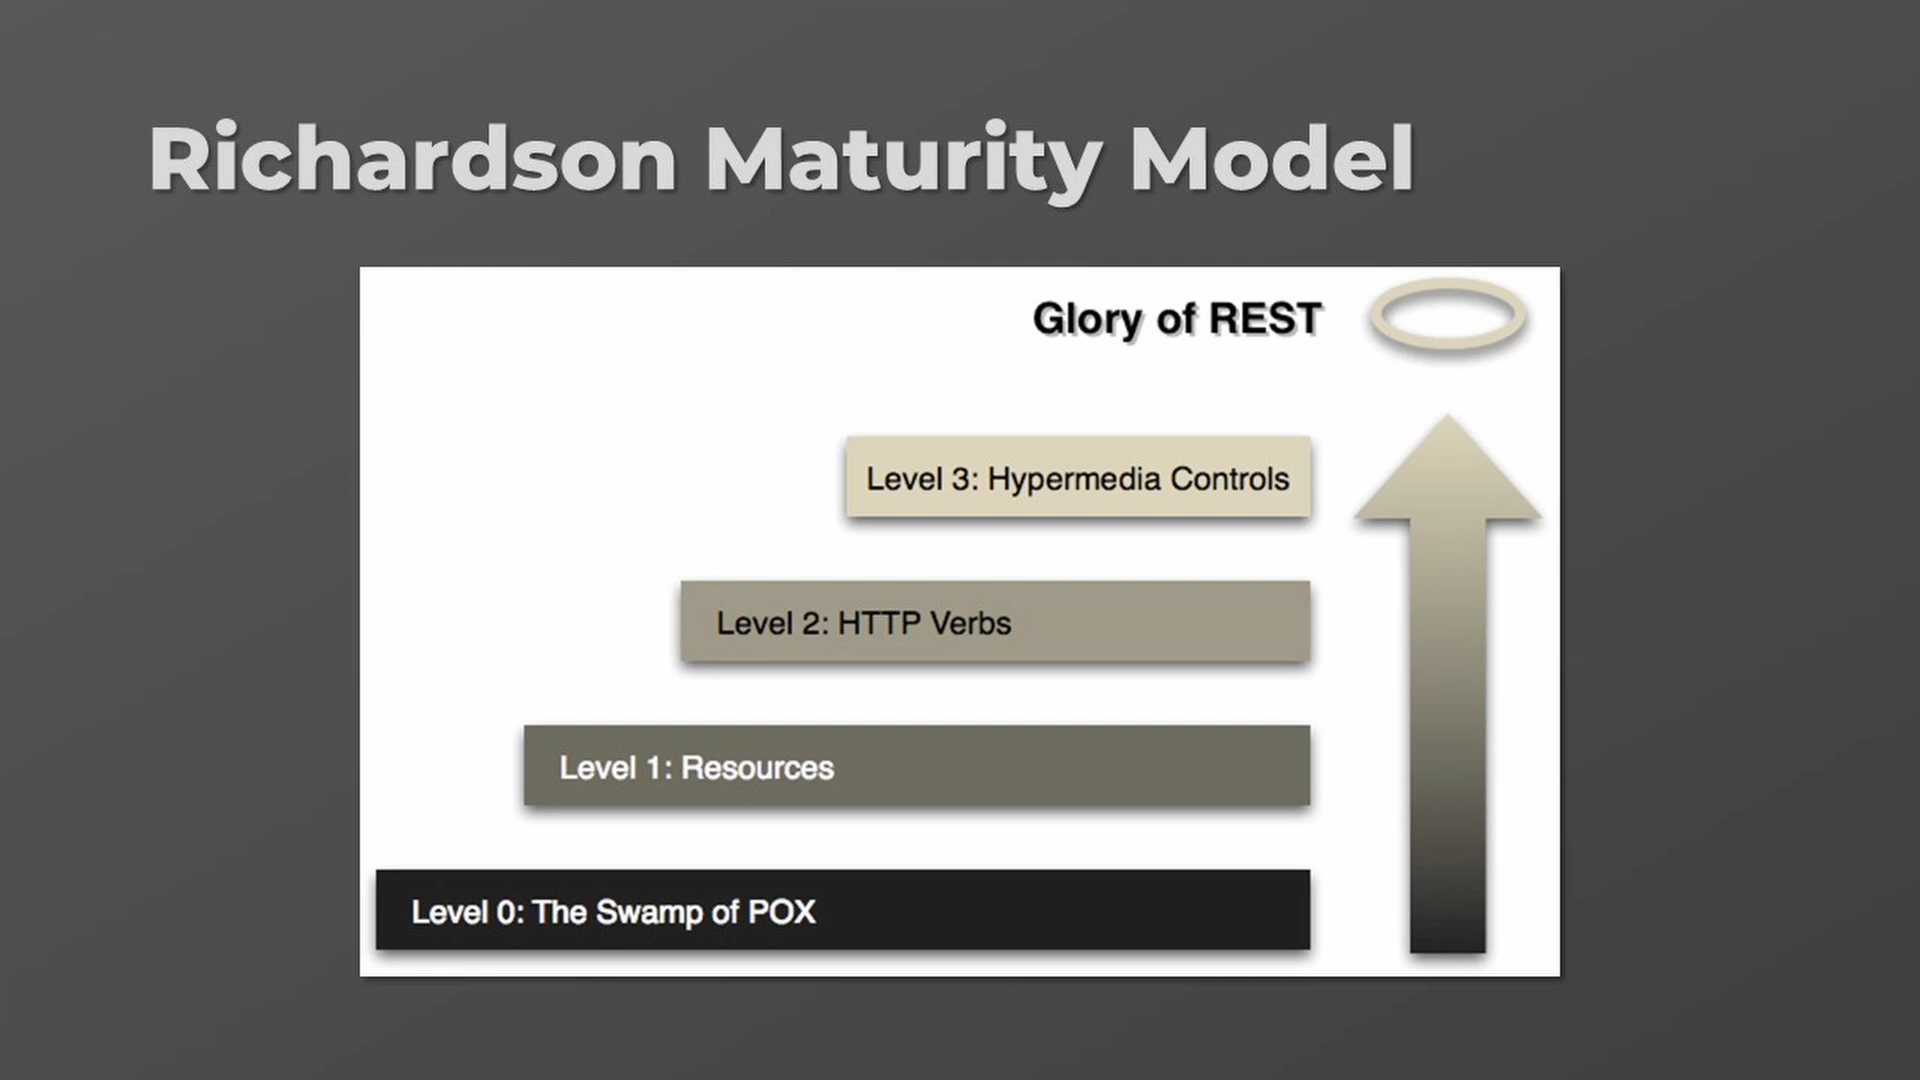 Richardson Maturity Model
Glory of REST
Level 3: Hypermedia Controls
Level 2: HTTP Verbs
Level 1: Resources
Level 0: The Swamp of POX